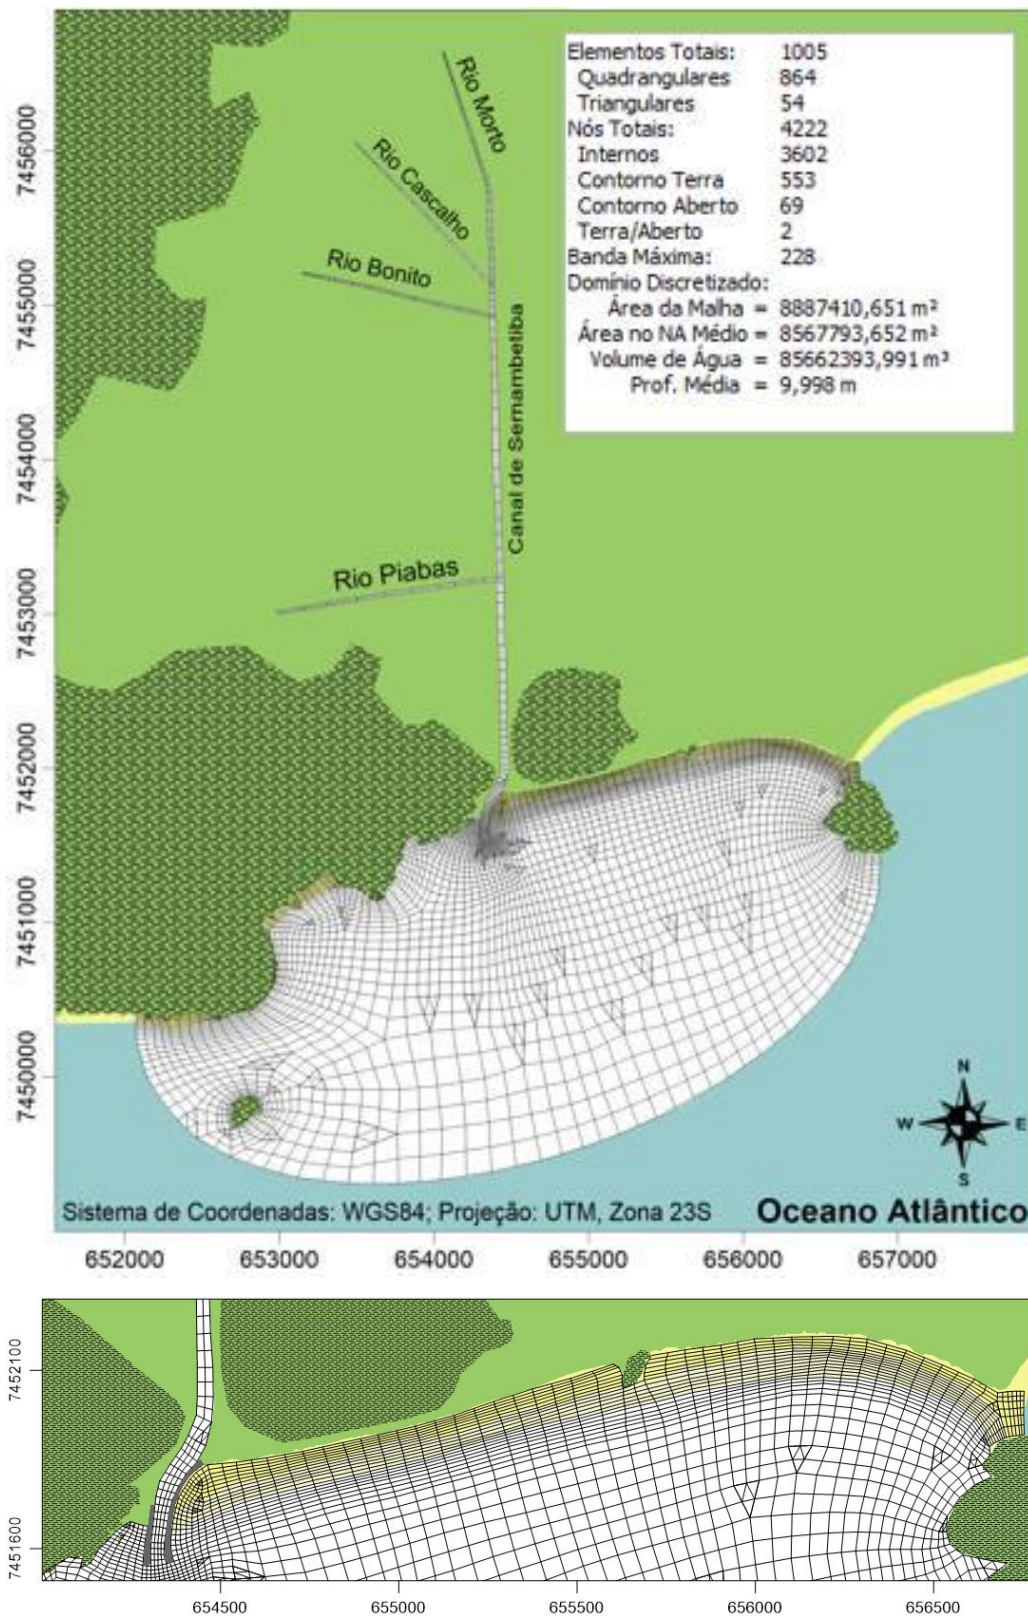 Elementos Totais: 1005
Quadrangulares 864
Triangulares 54
Nós Totais: 4222
Internos 3602
Contorno Terra 553
Contorno Aberto 69
Terra/Aberto 2
Banda Máxima: 228
Domínio Discretizado:
Área da Malha = 8887410,651 m²
Área no NA Médio = 8567793,652 m²
Volume de Água = 85662393,991 m³
Prof. Média = 9,998 m
Rio Morto
Rio Cascalho
Rio Bonito
Canal de Sernambetiba
Rio Piabas
7456000
7455000
7454000
7453000
7452000
7451000
7450000
N
W E
S
Sistema de Coordenadas: WGS84; Projeção: UTM, Zona 23S
Oceano Atlântico
652000 653000 654000 655000 656000 657000
7452100
7451600
654500 655000 655500 656000 656500